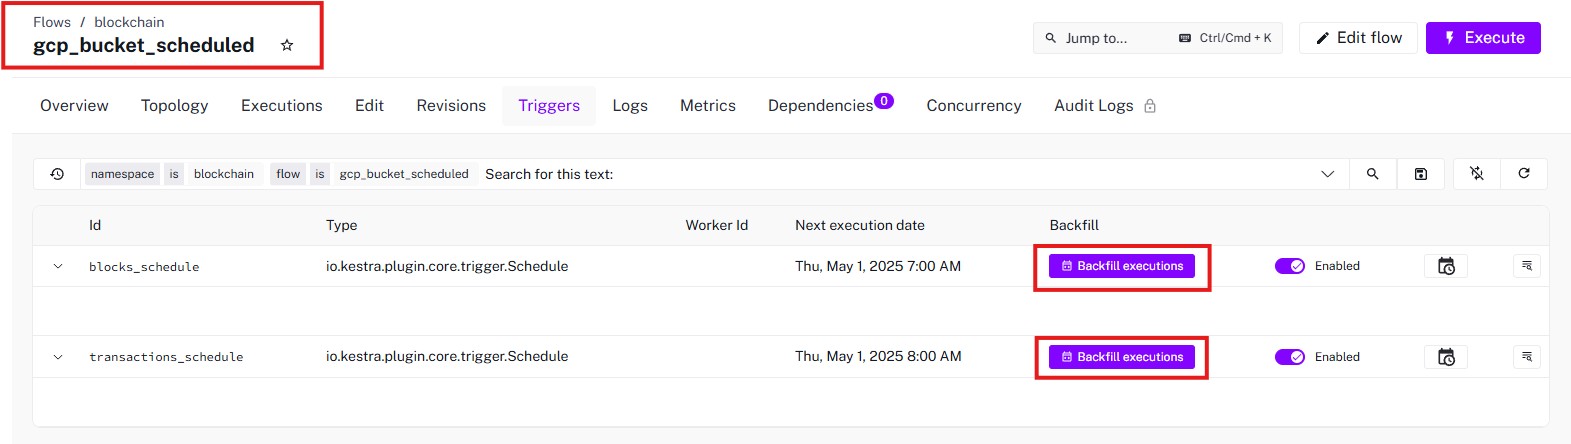 Flows / blockchain
gcp_bucket_scheduled
Jump to... Ctrl/Cmd + K
Edit flow
Execute
Overview Topology Executions Edit Revisions Triggers Logs Metrics Dependencies 0 Concurrency Audit Logs
namespace is blockchain flow is gcp_bucket_scheduled Search for this text:
Id Type Worker Id Next execution date Backfill
blocks_schedule io.kestra.plugin.core.trigger.Schedule Thu, May 1, 2025 7:00 AM Backfill executions Enabled
transactions_schedule io.kestra.plugin.core.trigger.Schedule Thu, May 1, 2025 8:00 AM Backfill executions Enabled